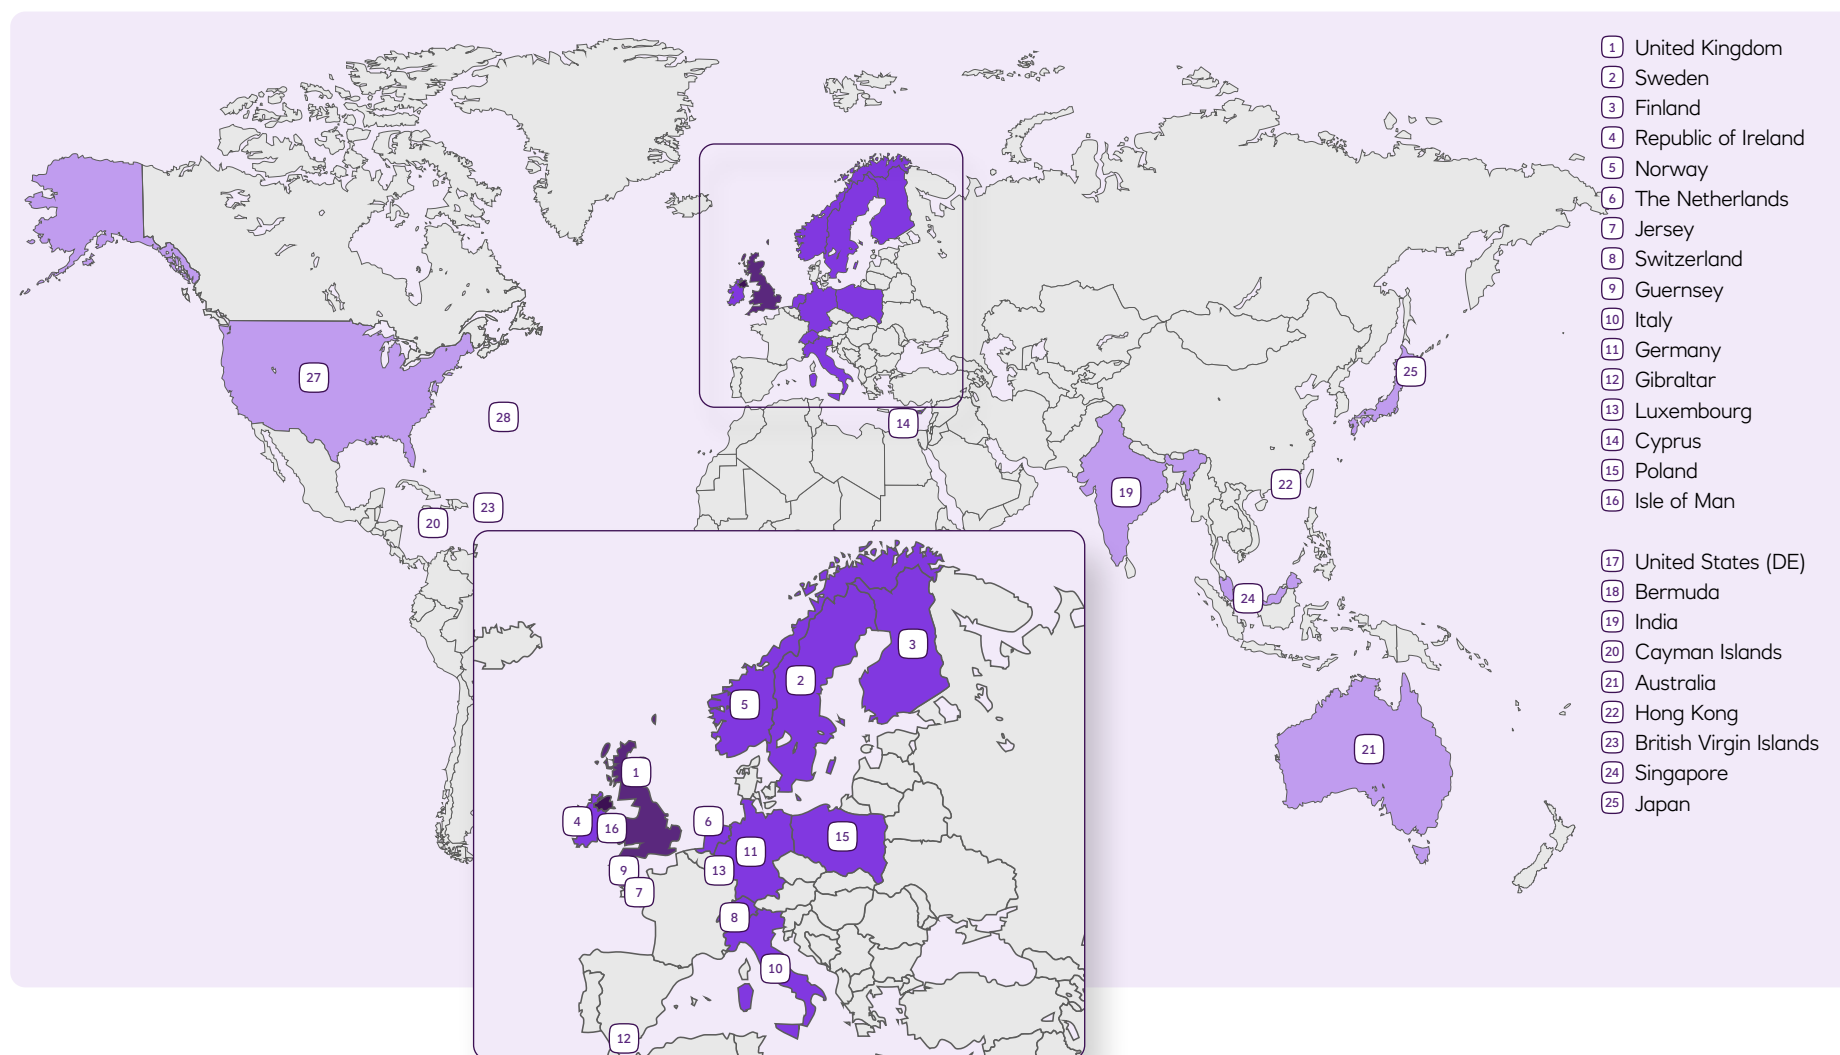 1 United Kingdom
2 Sweden
3 Finland
4 Republic of Ireland
5 Norway
6 The Netherlands
7 Jersey
8 Switzerland
9 Guernsey
10 Italy
11 Germany
12 Gibraltar
13 Luxembourg
14 Cyprus
15 Poland
16 Isle of Man
17 United States (DE)
18 Bermuda
19 India
20 Cayman Islands
21 Australia
22 Hong Kong
23 British Virgin Islands
24 Singapore
25 Japan
25
27
28
14
22
19
23
20
24
21
3
2
5
1
4
16
6
15
11
13
9
7
8
10
12